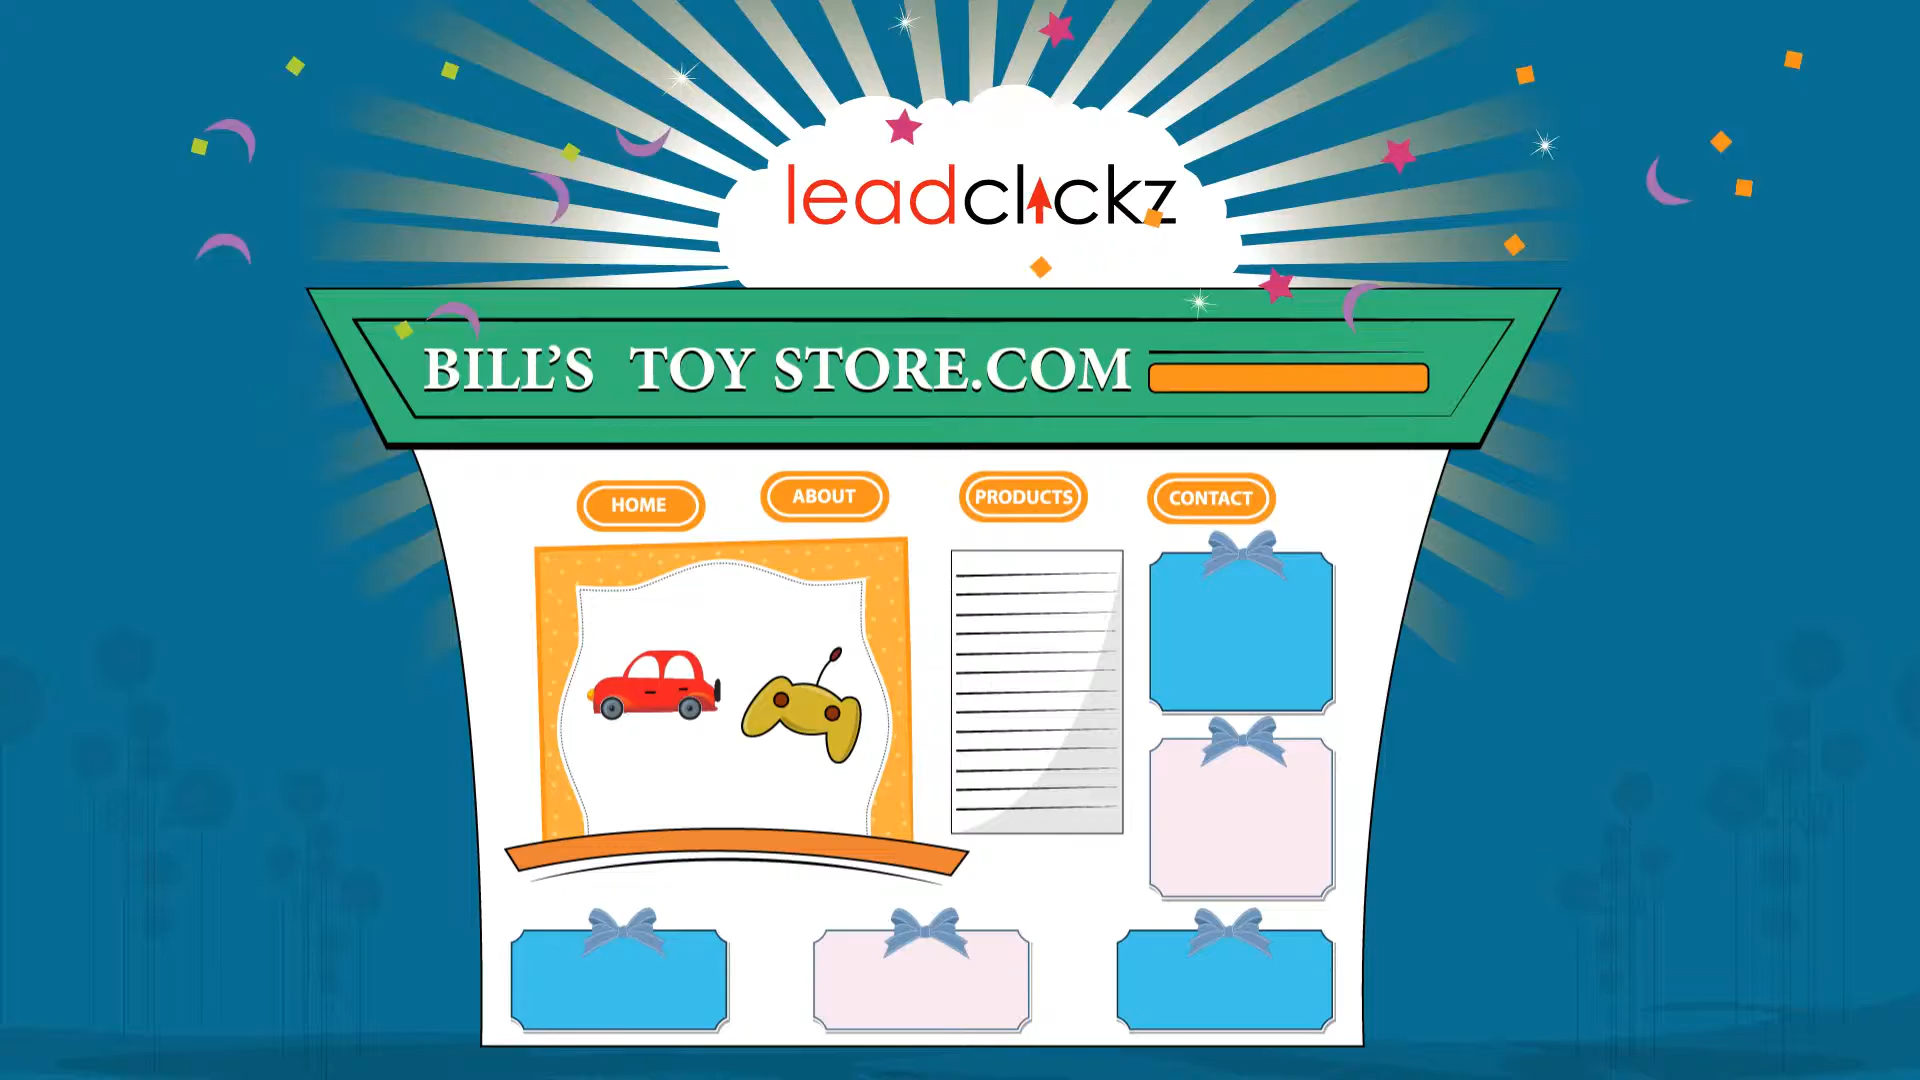 leadclickz
BILL'S TOY STORE.COM
HOME
ABOUT
PRODUCTS
CONTACT